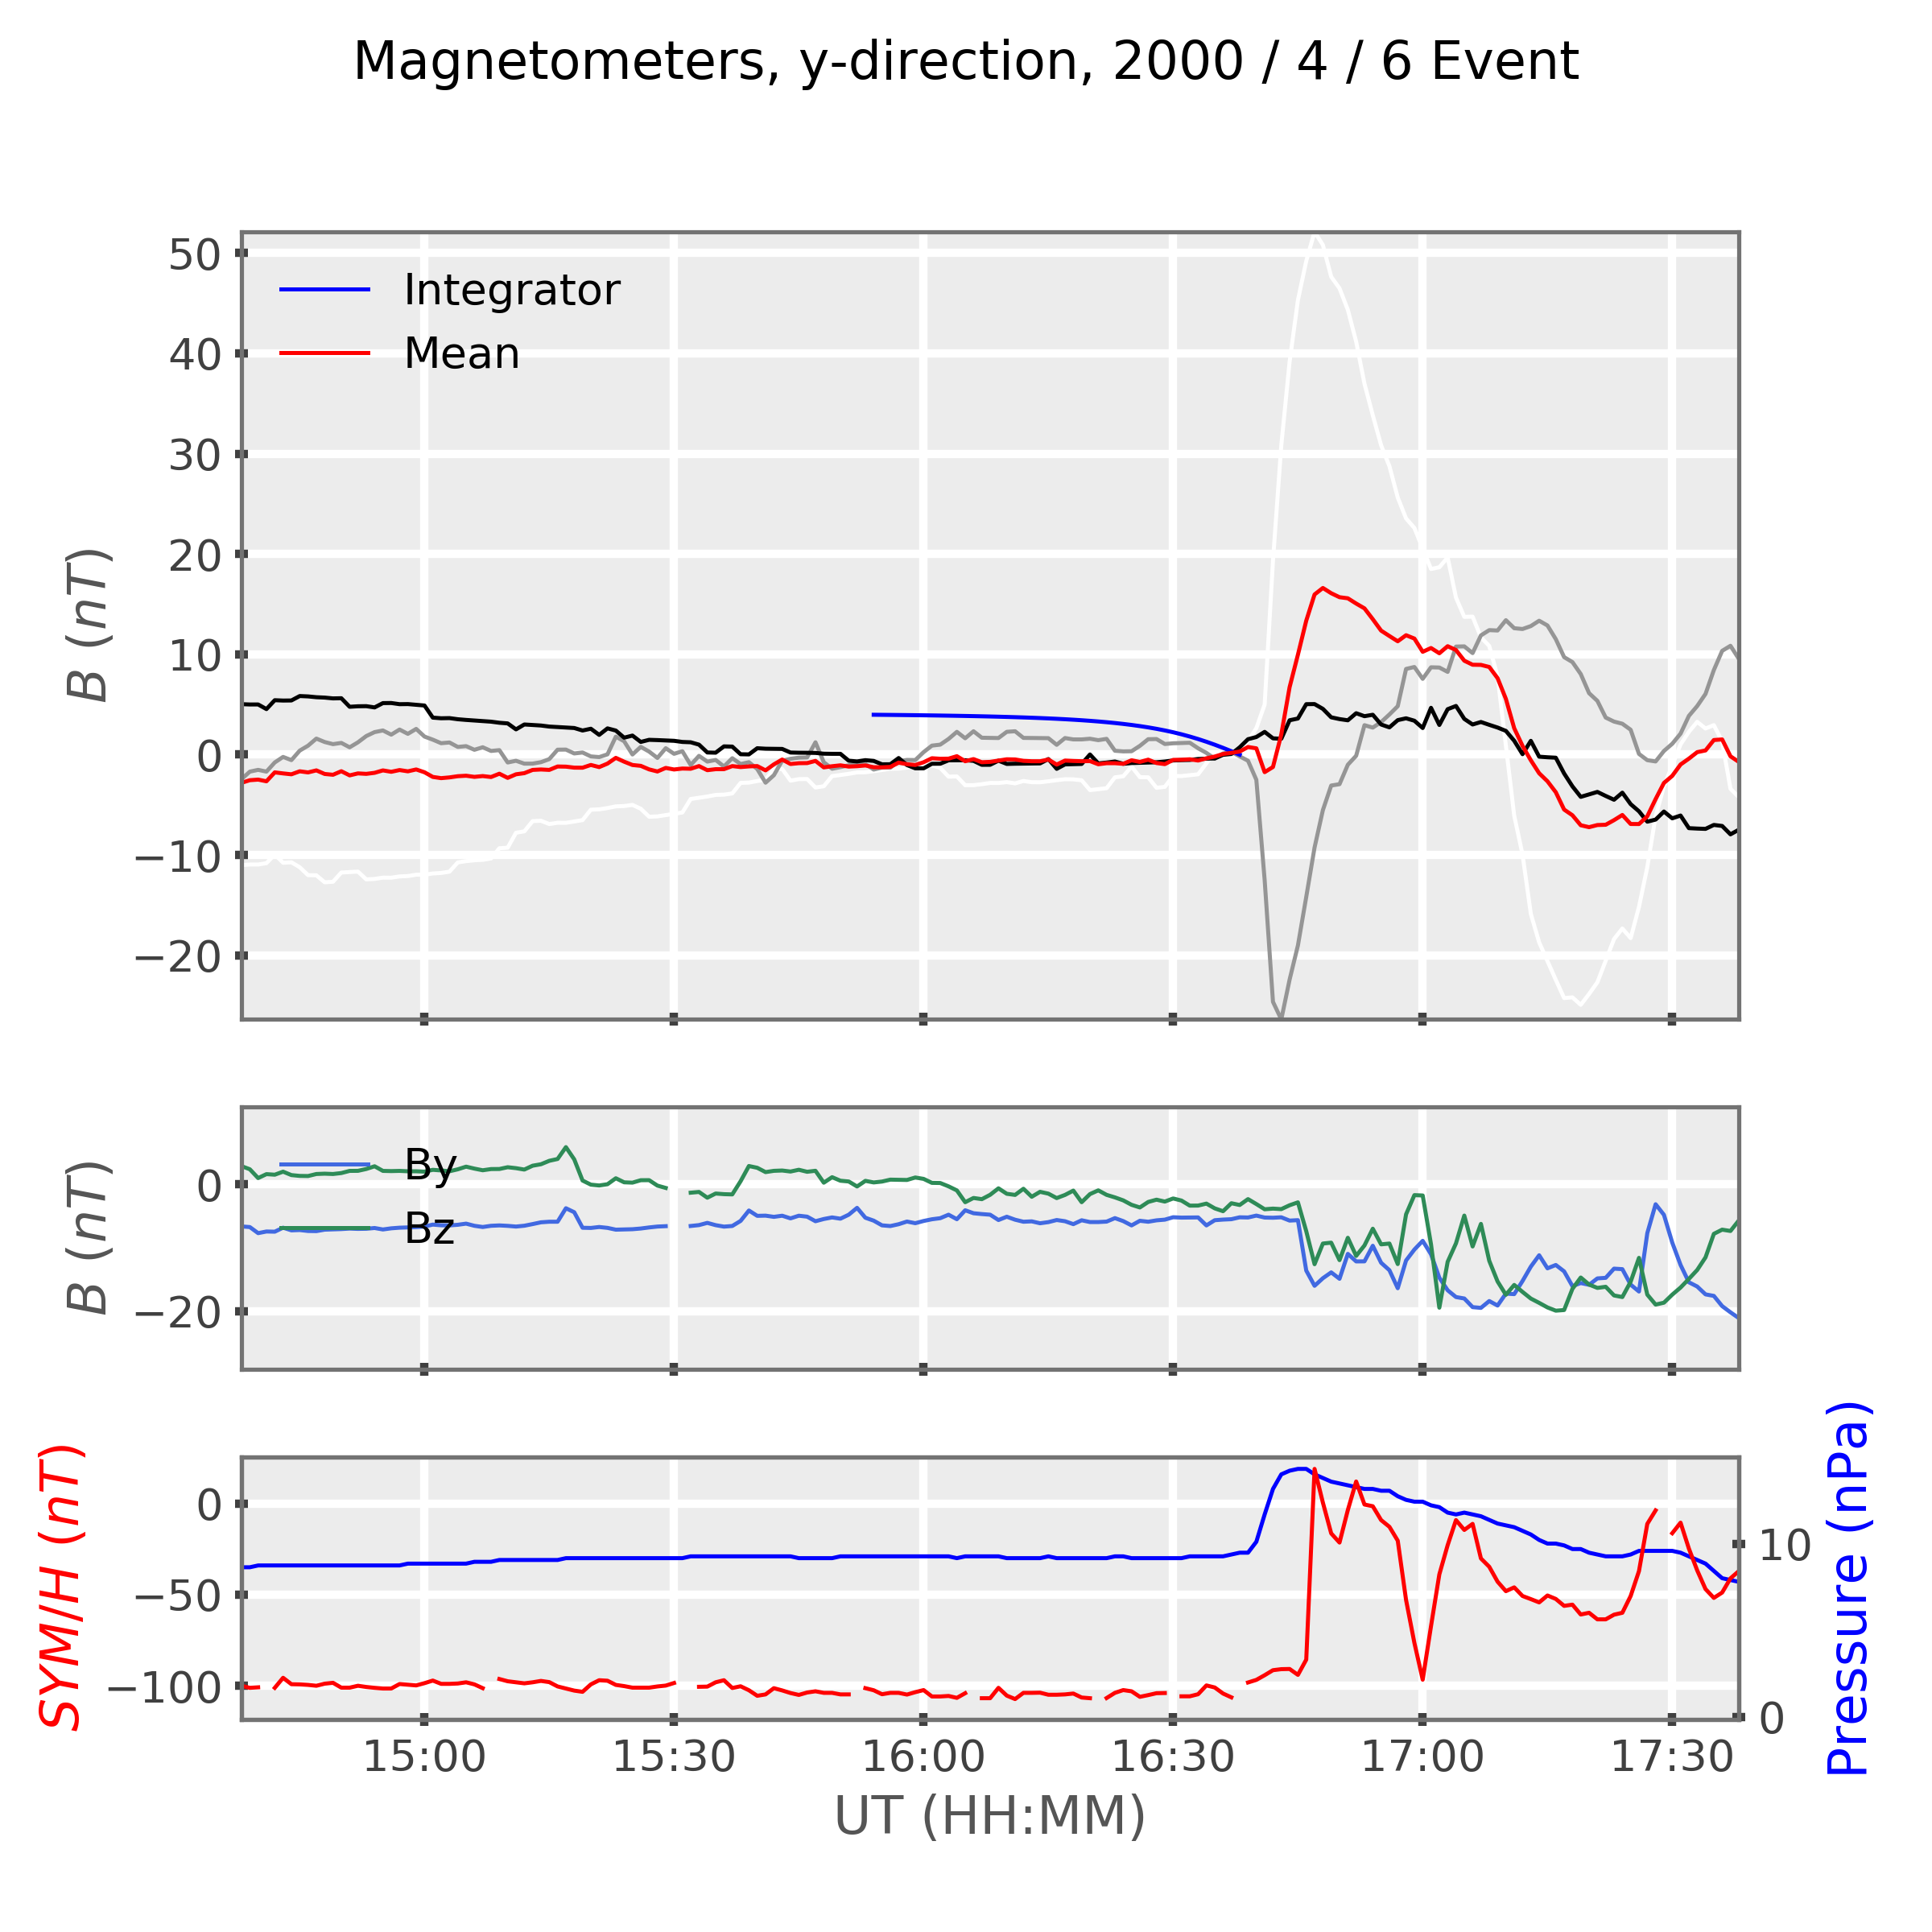 Magnetometers, y-direction, 2000 / 4 / 6 Event
50
40
30
20
10
0
−10
−20
B (nT)
Integrator
Mean
0
−20
B (nT)
By
Bz
0
−50
−100
SYM/H (nT)
10
0
Pressure (nPa)
15:00 15:30 16:00 16:30 17:00 17:30
UT (HH:MM)